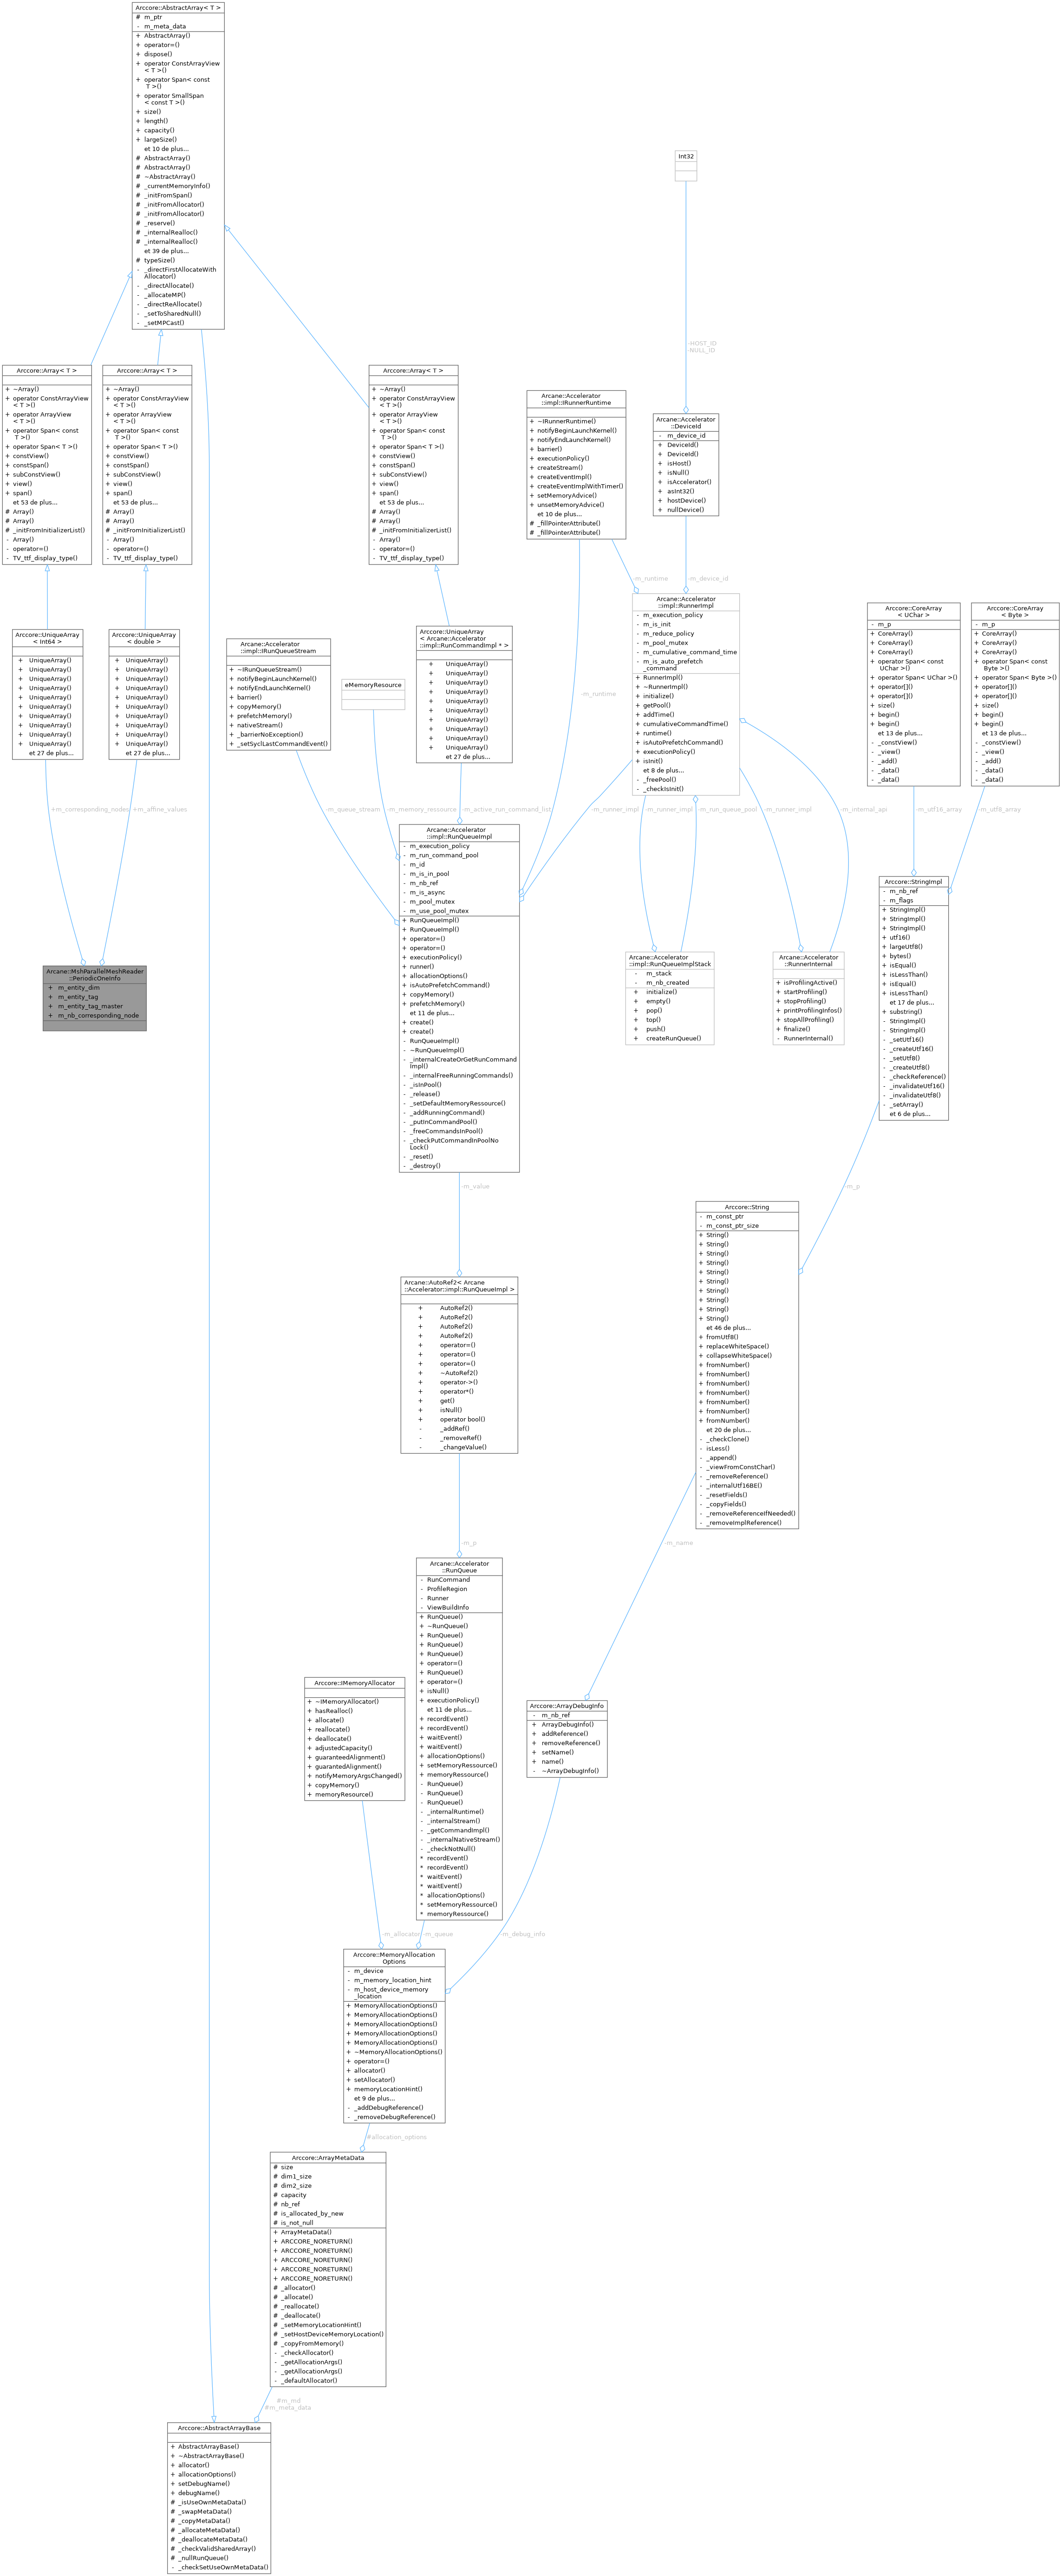 Arccore::AbstractArray< T >
# m_ptr
- m_meta_data
+ AbstractArray()
+ operator=()
+ dispose()
+ operator ConstArrayView
< T >()
+ operator Span< const
T >()
+ operator SmallSpan
< const T >()
+ size()
+ length()
+ capacity()
+ largeSize()
et 10 de plus...
# AbstractArray()
# AbstractArray()
# ~AbstractArray()
# _currentMemoryInfo()
# _initFromSpan()
# _initFromAllocator()
# _initFromAllocator()
# _reserve()
# _internalRealloc()
# _internalRealloc()
et 39 de plus...
# typeSize()
- _directFirstAllocateWith
Allocator()
- _directAllocate()
- _allocateMP()
- _directReAllocate()
- _setToSharedNull()
- _setMPCast()
Int32
-HOST_ID
-NULL_ID
Arccore::Array< T >
+ ~Array()
+ operator ConstArrayView
< T >()
+ operator ArrayView
< T >()
+ operator Span< const
T >()
+ operator Span< T >()
+ constView()
+ constSpan()
+ subConstView()
+ view()
+ span()
et 53 de plus...
# Array()
# Array()
# _initFromInitializerList()
- Array()
- operator=()
- TV_ttf_display_type()
Arccore::Array< T >
+ ~Array()
+ operator ConstArrayView
< T >()
+ operator ArrayView
< T >()
+ operator Span< const
T >()
+ operator Span< T >()
+ constView()
+ constSpan()
+ subConstView()
+ view()
+ span()
et 53 de plus...
# Array()
# Array()
# _initFromInitializerList()
- Array()
- operator=()
- TV_ttf_display_type()
Arccore::Array< T >
+ ~Array()
+ operator ConstArrayView
< T >()
+ operator ArrayView
< T >()
+ operator Span< const
T >()
+ operator Span< T >()
+ constView()
+ constSpan()
+ subConstView()
+ view()
+ span()
et 53 de plus...
# Array()
# Array()
# _initFromInitializerList()
- Array()
- operator=()
- TV_ttf_display_type()
Arcane::Accelerator
::impl::IRunnerRuntime
+ ~IRunnerRuntime()
+ notifyBeginLaunchKernel()
+ notifyEndLaunchKernel()
+ barrier()
+ executionPolicy()
+ createStream()
+ createEventImpl()
+ createEventImplWithTimer()
+ setMemoryAdvice()
+ unsetMemoryAdvice()
et 10 de plus...
# _fillPointerAttribute()
# _fillPointerAttribute()
Arcane::Accelerator
::DeviceId
- m_device_id
+ DeviceId()
+ DeviceId()
+ isHost()
+ isNull()
+ isAccelerator()
+ asInt32()
+ hostDevice()
+ nullDevice()
-m_runtime
-m_device_id
Arccore::UniqueArray
< Int64 >
+ UniqueArray()
+ UniqueArray()
+ UniqueArray()
+ UniqueArray()
+ UniqueArray()
+ UniqueArray()
+ UniqueArray()
+ UniqueArray()
+ UniqueArray()
+ UniqueArray()
et 27 de plus...
Arccore::UniqueArray
< double >
+ UniqueArray()
+ UniqueArray()
+ UniqueArray()
+ UniqueArray()
+ UniqueArray()
+ UniqueArray()
+ UniqueArray()
+ UniqueArray()
+ UniqueArray()
+ UniqueArray()
et 27 de plus...
Arcane::Accelerator
::impl::IRunQueueStream
+ ~IRunQueueStream()
+ notifyBeginLaunchKernel()
+ notifyEndLaunchKernel()
+ barrier()
+ copyMemory()
+ prefetchMemory()
+ nativeStream()
+ _barrierNoException()
+ _setSyclLastCommandEvent()
eMemoryResource
Arccore::UniqueArray
< Arcane::Accelerator
::impl::RunCommandImpl * >
+ UniqueArray()
+ UniqueArray()
+ UniqueArray()
+ UniqueArray()
+ UniqueArray()
+ UniqueArray()
+ UniqueArray()
+ UniqueArray()
+ UniqueArray()
+ UniqueArray()
et 27 de plus...
-m_runtime
Arcane::Accelerator
::impl::RunnerImpl
- m_execution_policy
- m_is_init
- m_reduce_policy
- m_pool_mutex
- m_cumulative_command_time
- m_is_auto_prefetch
_command
+ RunnerImpl()
+ ~RunnerImpl()
+ initialize()
+ getPool()
+ addTime()
+ cumulativeCommandTime()
+ runtime()
+ isAutoPrefetchCommand()
+ executionPolicy()
+ isInit()
et 8 de plus...
- _freePool()
- _checkIsInit()
Arccore::CoreArray
< UChar >
- m_p
+ CoreArray()
+ CoreArray()
+ CoreArray()
+ operator Span< const
UChar >()
+ operator Span< UChar >()
+ operator[]()
+ operator[]()
+ size()
+ begin()
+ begin()
et 13 de plus...
- _constView()
- _view()
- _add()
- _data()
- _data()
Arccore::CoreArray
< Byte >
- m_p
+ CoreArray()
+ CoreArray()
+ CoreArray()
+ operator Span< const
Byte >()
+ operator Span< Byte >()
+ operator[]()
+ operator[]()
+ size()
+ begin()
+ begin()
et 13 de plus...
- _constView()
- _view()
- _add()
- _data()
- _data()
+m_corresponding_nodes
+m_affine_values
-m_queue_stream
-m_memory_ressource
-m_active_run_command_list
-m_runner_impl
-m_runner_impl
-m_run_queue_pool
-m_runner_impl
-m_internal_api
-m_utf16_array
-m_utf8_array
Arcane::MshParallelMeshReader
::PeriodicOneInfo
+ m_entity_dim
+ m_entity_tag
+ m_entity_tag_master
+ m_nb_corresponding_node
Arcane::Accelerator
::impl::RunQueueImpl
- m_execution_policy
- m_run_command_pool
- m_id
- m_is_in_pool
- m_nb_ref
- m_is_async
- m_pool_mutex
- m_use_pool_mutex
+ RunQueueImpl()
+ RunQueueImpl()
+ operator=()
+ operator=()
+ executionPolicy()
+ runner()
+ allocationOptions()
+ isAutoPrefetchCommand()
+ copyMemory()
+ prefetchMemory()
et 11 de plus...
+ create()
+ create()
- RunQueueImpl()
- ~RunQueueImpl()
- _internalCreateOrGetRunCommand
Impl()
- _internalFreeRunningCommands()
- _isInPool()
- _release()
- _setDefaultMemoryRessource()
- _addRunningCommand()
- _putInCommandPool()
- _freeCommandsInPool()
- _checkPutCommandInPoolNo
Lock()
- _reset()
- _destroy()
Arcane::Accelerator
::impl::RunQueueImplStack
- m_stack
- m_nb_created
+ initialize()
+ empty()
+ pop()
+ top()
+ push()
+ createRunQueue()
Arcane::Accelerator
::RunnerInternal
+ isProfilingActive()
+ startProfiling()
+ stopProfiling()
+ printProfilingInfos()
+ stopAllProfiling()
+ finalize()
- RunnerInternal()
Arccore::StringImpl
- m_nb_ref
- m_flags
+ StringImpl()
+ StringImpl()
+ StringImpl()
+ utf16()
+ largeUtf8()
+ bytes()
+ isEqual()
+ isLessThan()
+ isEqual()
+ isLessThan()
et 17 de plus...
+ substring()
- StringImpl()
- StringImpl()
- _setUtf16()
- _createUtf16()
- _setUtf8()
- _createUtf8()
- _checkReference()
- _invalidateUtf16()
- _invalidateUtf8()
- _setArray()
et 6 de plus...
-m_value
-m_p
Arcane::AutoRef2< Arcane
::Accelerator::impl::RunQueueImpl >
+ AutoRef2()
+ AutoRef2()
+ AutoRef2()
+ AutoRef2()
+ operator=()
+ operator=()
+ operator=()
+ ~AutoRef2()
+ operator->()
+ operator*()
+ get()
+ isNull()
+ operator bool()
- _addRef()
- _removeRef()
- _changeValue()
Arccore::String
- m_const_ptr
- m_const_ptr_size
+ String()
+ String()
+ String()
+ String()
+ String()
+ String()
+ String()
+ String()
+ String()
+ String()
et 46 de plus...
+ fromUtf8()
+ replaceWhiteSpace()
+ collapseWhiteSpace()
+ fromNumber()
+ fromNumber()
+ fromNumber()
+ fromNumber()
+ fromNumber()
+ fromNumber()
+ fromNumber()
et 20 de plus...
- _checkClone()
- isLess()
- _append()
- _viewFromConstChar()
- _removeReference()
- _internalUtf16BE()
- _resetFields()
- _copyFields()
- _removeReferenceIfNeeded()
- _removeImplReference()
-m_p
-m_name
Arcane::Accelerator
::RunQueue
- RunCommand
- ProfileRegion
- Runner
- ViewBuildInfo
+ RunQueue()
+ ~RunQueue()
+ RunQueue()
+ RunQueue()
+ RunQueue()
+ operator=()
+ RunQueue()
+ operator=()
+ isNull()
+ executionPolicy()
et 11 de plus...
+ recordEvent()
+ recordEvent()
+ waitEvent()
+ waitEvent()
+ allocationOptions()
+ setMemoryRessource()
+ memoryRessource()
- RunQueue()
- RunQueue()
- RunQueue()
- _internalRuntime()
- _internalStream()
- _getCommandImpl()
- _internalNativeStream()
- _checkNotNull()
* recordEvent()
* recordEvent()
* waitEvent()
* waitEvent()
* allocationOptions()
* setMemoryRessource()
* memoryRessource()
Arccore::IMemoryAllocator
+ ~IMemoryAllocator()
+ hasRealloc()
+ allocate()
+ reallocate()
+ deallocate()
+ adjustedCapacity()
+ guaranteedAlignment()
+ guarantedAlignment()
+ notifyMemoryArgsChanged()
+ copyMemory()
+ memoryResource()
Arccore::ArrayDebugInfo
- m_nb_ref
+ ArrayDebugInfo()
+ addReference()
+ removeReference()
+ setName()
+ name()
- ~ArrayDebugInfo()
-m_allocator
-m_queue
-m_debug_info
Arccore::MemoryAllocation
Options
- m_device
- m_memory_location_hint
- m_host_device_memory
_location
+ MemoryAllocationOptions()
+ MemoryAllocationOptions()
+ MemoryAllocationOptions()
+ MemoryAllocationOptions()
+ MemoryAllocationOptions()
+ ~MemoryAllocationOptions()
+ operator=()
+ allocator()
+ setAllocator()
+ memoryLocationHint()
et 9 de plus...
- _addDebugReference()
- _removeDebugReference()
#allocation_options
Arccore::ArrayMetaData
# size
# dim1_size
# dim2_size
# capacity
# nb_ref
# is_allocated_by_new
# is_not_null
+ ArrayMetaData()
+ ARCCORE_NORETURN()
+ ARCCORE_NORETURN()
+ ARCCORE_NORETURN()
+ ARCCORE_NORETURN()
+ ARCCORE_NORETURN()
# _allocator()
# _allocate()
# _reallocate()
# _deallocate()
# _setMemoryLocationHint()
# _setHostDeviceMemoryLocation()
# _copyFromMemory()
- _checkAllocator()
- _getAllocationArgs()
- _getAllocationArgs()
- _defaultAllocator()
#m_md
#m_meta_data
Arccore::AbstractArrayBase
+ AbstractArrayBase()
+ ~AbstractArrayBase()
+ allocator()
+ allocationOptions()
+ setDebugName()
+ debugName()
# _isUseOwnMetaData()
# _swapMetaData()
# _copyMetaData()
# _allocateMetaData()
# _deallocateMetaData()
# _checkValidSharedArray()
# _nullRunQueue()
- _checkSetUseOwnMetaData()